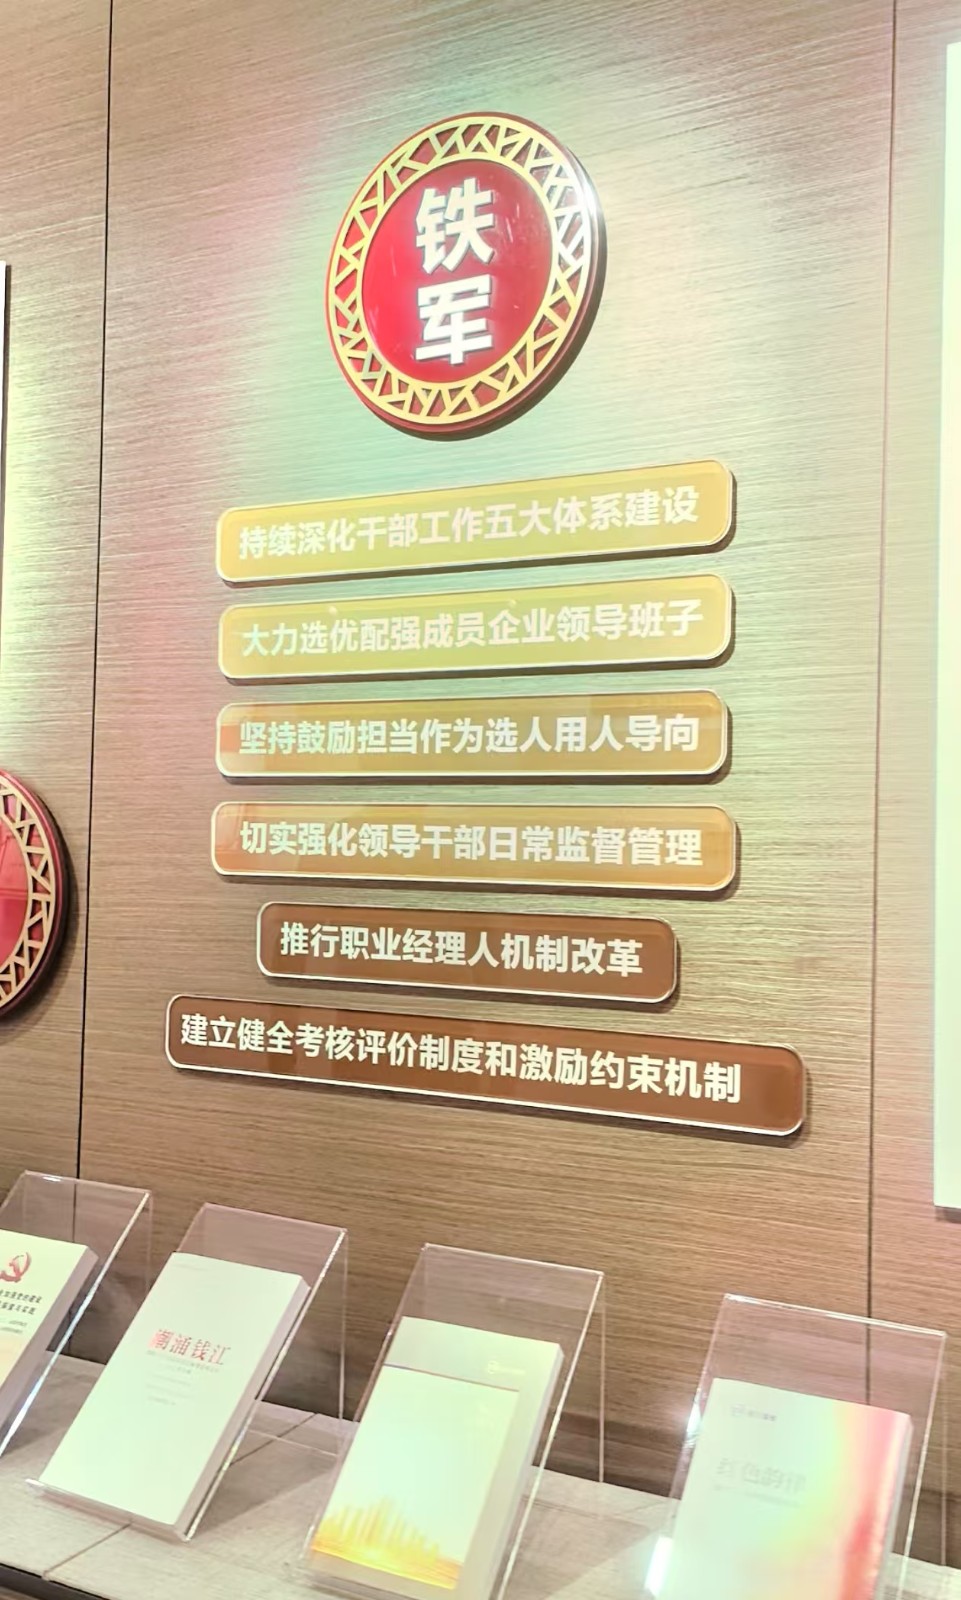 铁
军
持续深化干部工作五大体系建设
大力选优配强成员企业领导班子
坚持鼓励担当作为选人用人导向
切实强化领导干部日常监督管理
推行职业经理人机制改革
建立健全考核评价制度和激励约束机制
潮涌钱江
红色的